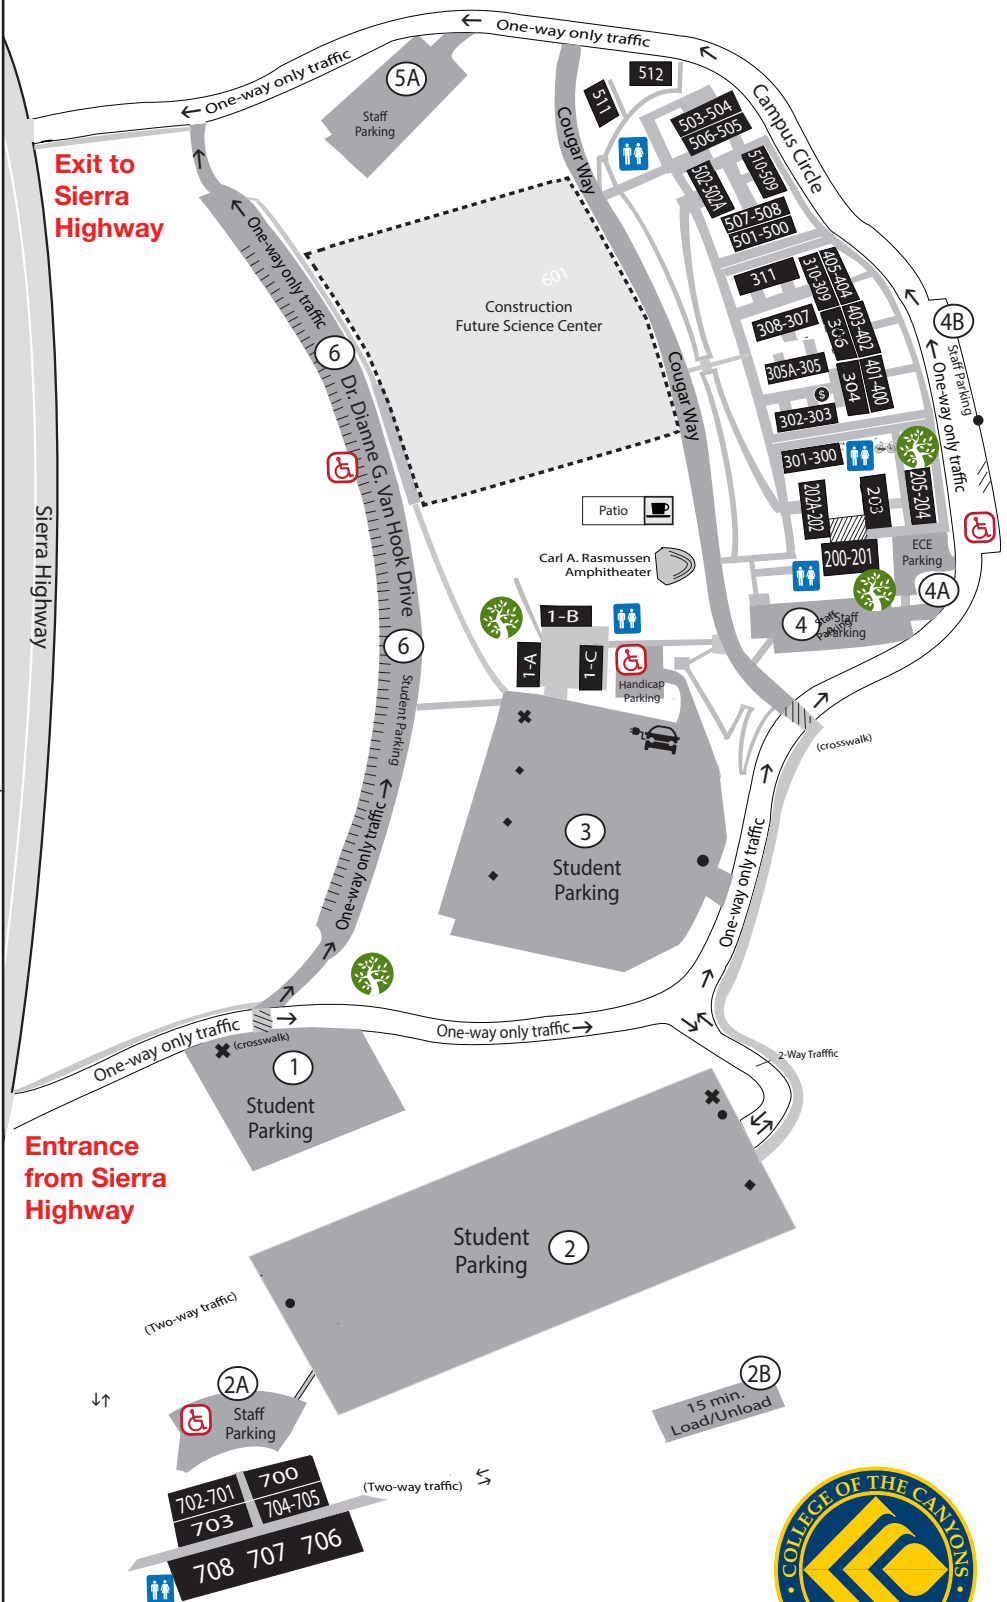 One-way only traffic
One-way only traffic
5A
Staff
Parking
512
511
503-504
506-505
Campus Circle
Cougar Way
502-502A
510-509
507-508
501-500
Exit to
Sierra
Highway
One-way only traffic
601
Construction
Future Science Center
311
310-309
405-404
308-307
306
403-402
305A-305
304
401-400
$
302-303
4B
Staff Parking
One-way only traffic
6
Dr. Dianne G. Van Hook Drive
Cougar Way
301-300
202A-202
203
205-204
200-201
ECE
Parking
4A
Patio
Carl A. Rasmussen
Amphitheater
Sierra Highway
4
Staff
Parking
Staff
Parking
1-B
1-A
1-C
Handicap
Parking
6
Student Parking
(crosswalk)
One-way only traffic
3
Student
Parking
One-way only traffic
One-way only traffic
(crosswalk)
One-way only traffic
2-Way Trafffic
1
Student
Parking
Entrance
from Sierra
Highway
Student
Parking
2
(Two-way traffic)
2A
Staff
Parking
2B
15 min.
Load/Unload
702-701
700
703
704-705
(Two-way traffic)
708 707 706
COLLEGE OF THE CANYONS